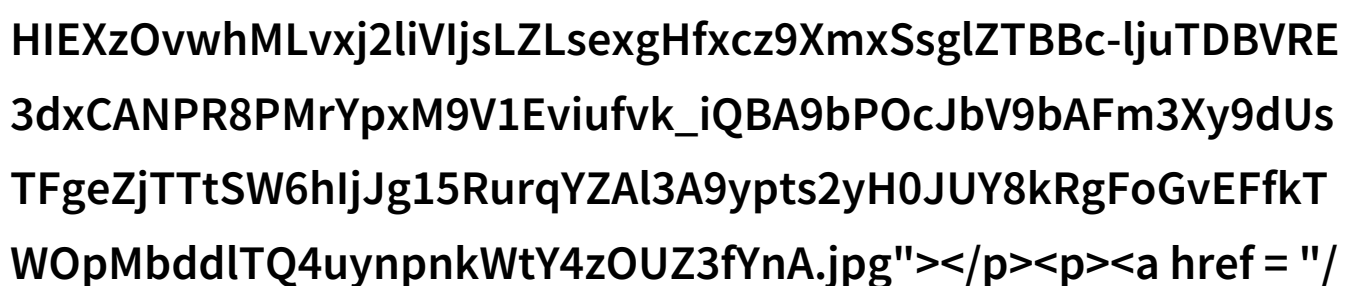 HIEXzOvwhMLvxj2liVIjsLZLsexgHfxcz9XmxSsglZTBBc-ljuTDBVRE
3dxCANPR8PMrYpxM9V1Eviufvk_iQBA9bPOcJbV9bAFm3Xy9dUs
TFgeZjTTtSW6hIjJg15RurqYZAl3A9ypts2yH0JUY8kRgFoGvEFfkT
WOpMbddlTQ4uynpnkWtY4zOUZ3fYnA.jpg"></p><p><a href = "/